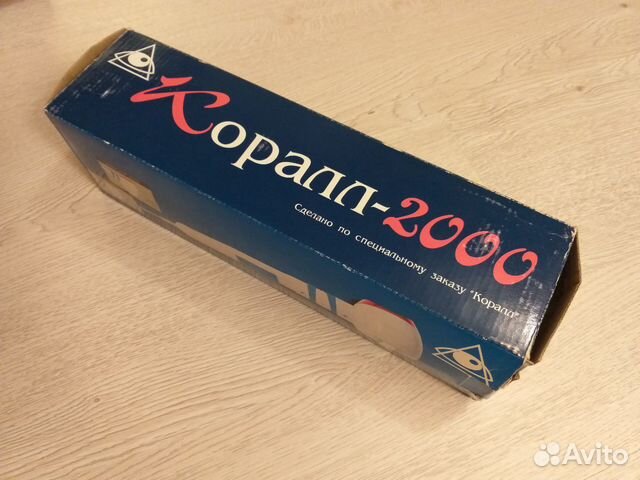 Коралл-2000
Сделано по специальному заказу "Коралл"
Avito